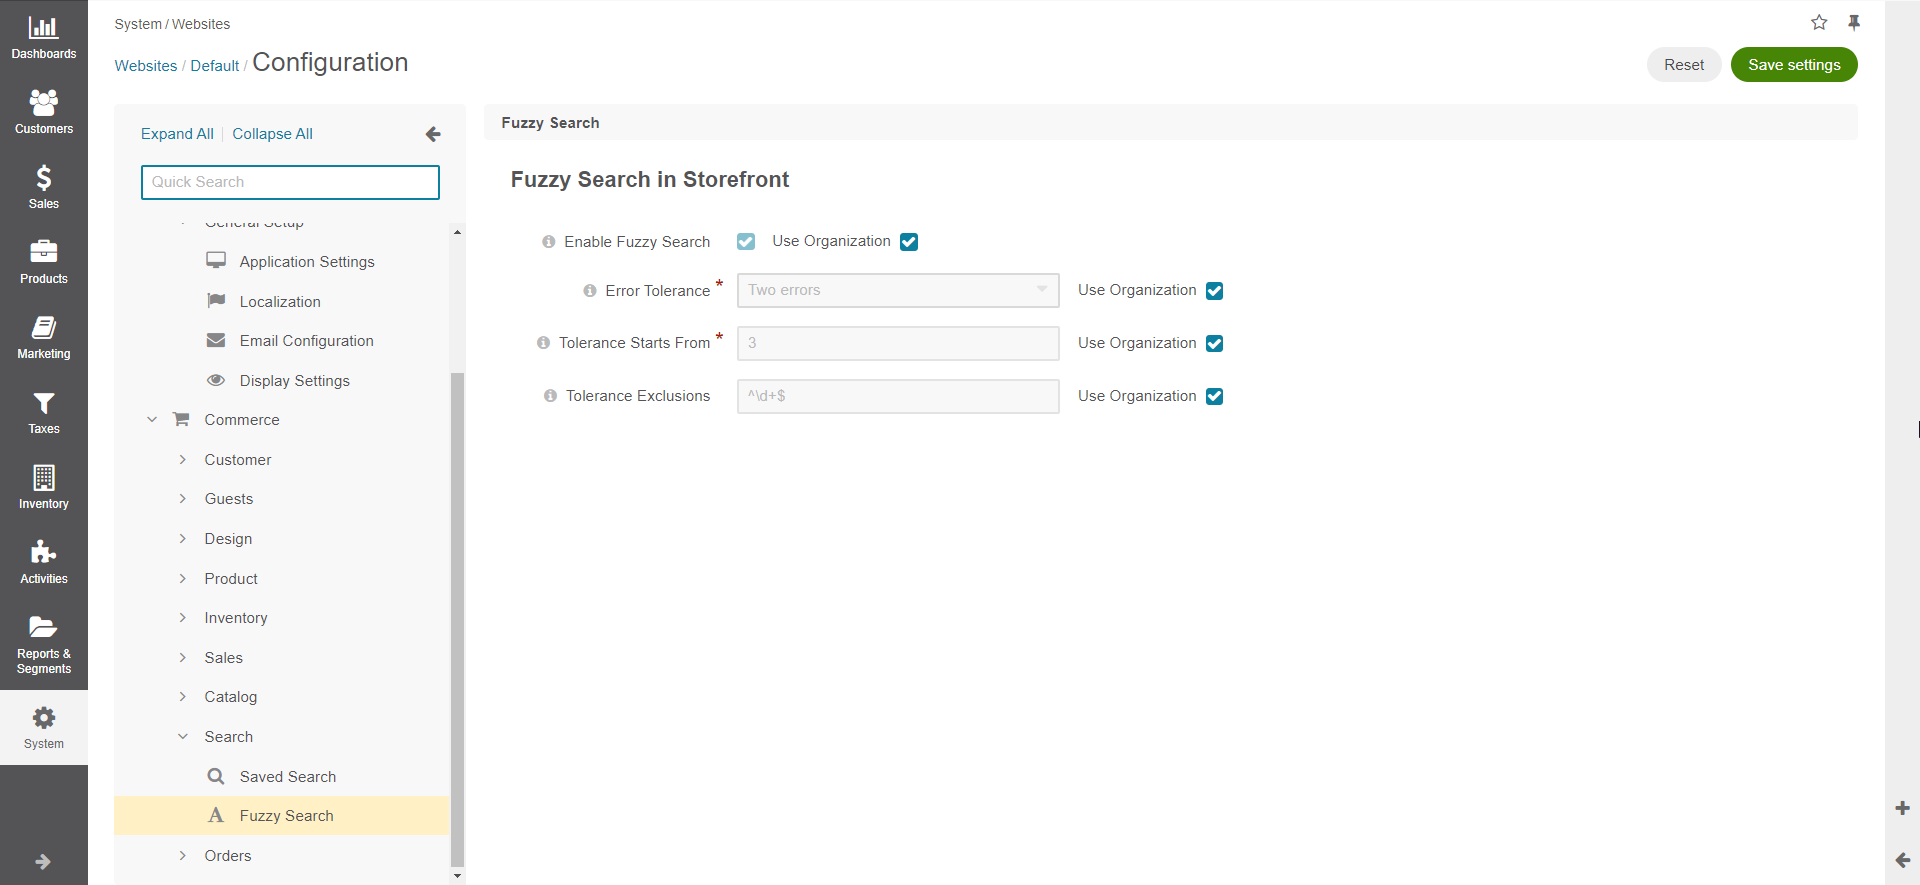 Dashboards
Customers
Sales
Products
Marketing
Taxes
Inventory
Activities
Reports &
Segments
System
System / Websites
Websites / Default / Configuration
Reset
Save settings
Expand All
Collapse All
Quick Search
General Setup
Application Settings
Localization
Email Configuration
Display Settings
Commerce
Customer
Guests
Design
Product
Inventory
Sales
Catalog
Search
Saved Search
A Fuzzy Search
Orders
Fuzzy Search
Fuzzy Search in Storefront
Enable Fuzzy Search Use Organization
Error Tolerance * Two errors Use Organization
Tolerance Starts From * 3 Use Organization
Tolerance Exclusions ^\d+$ Use Organization